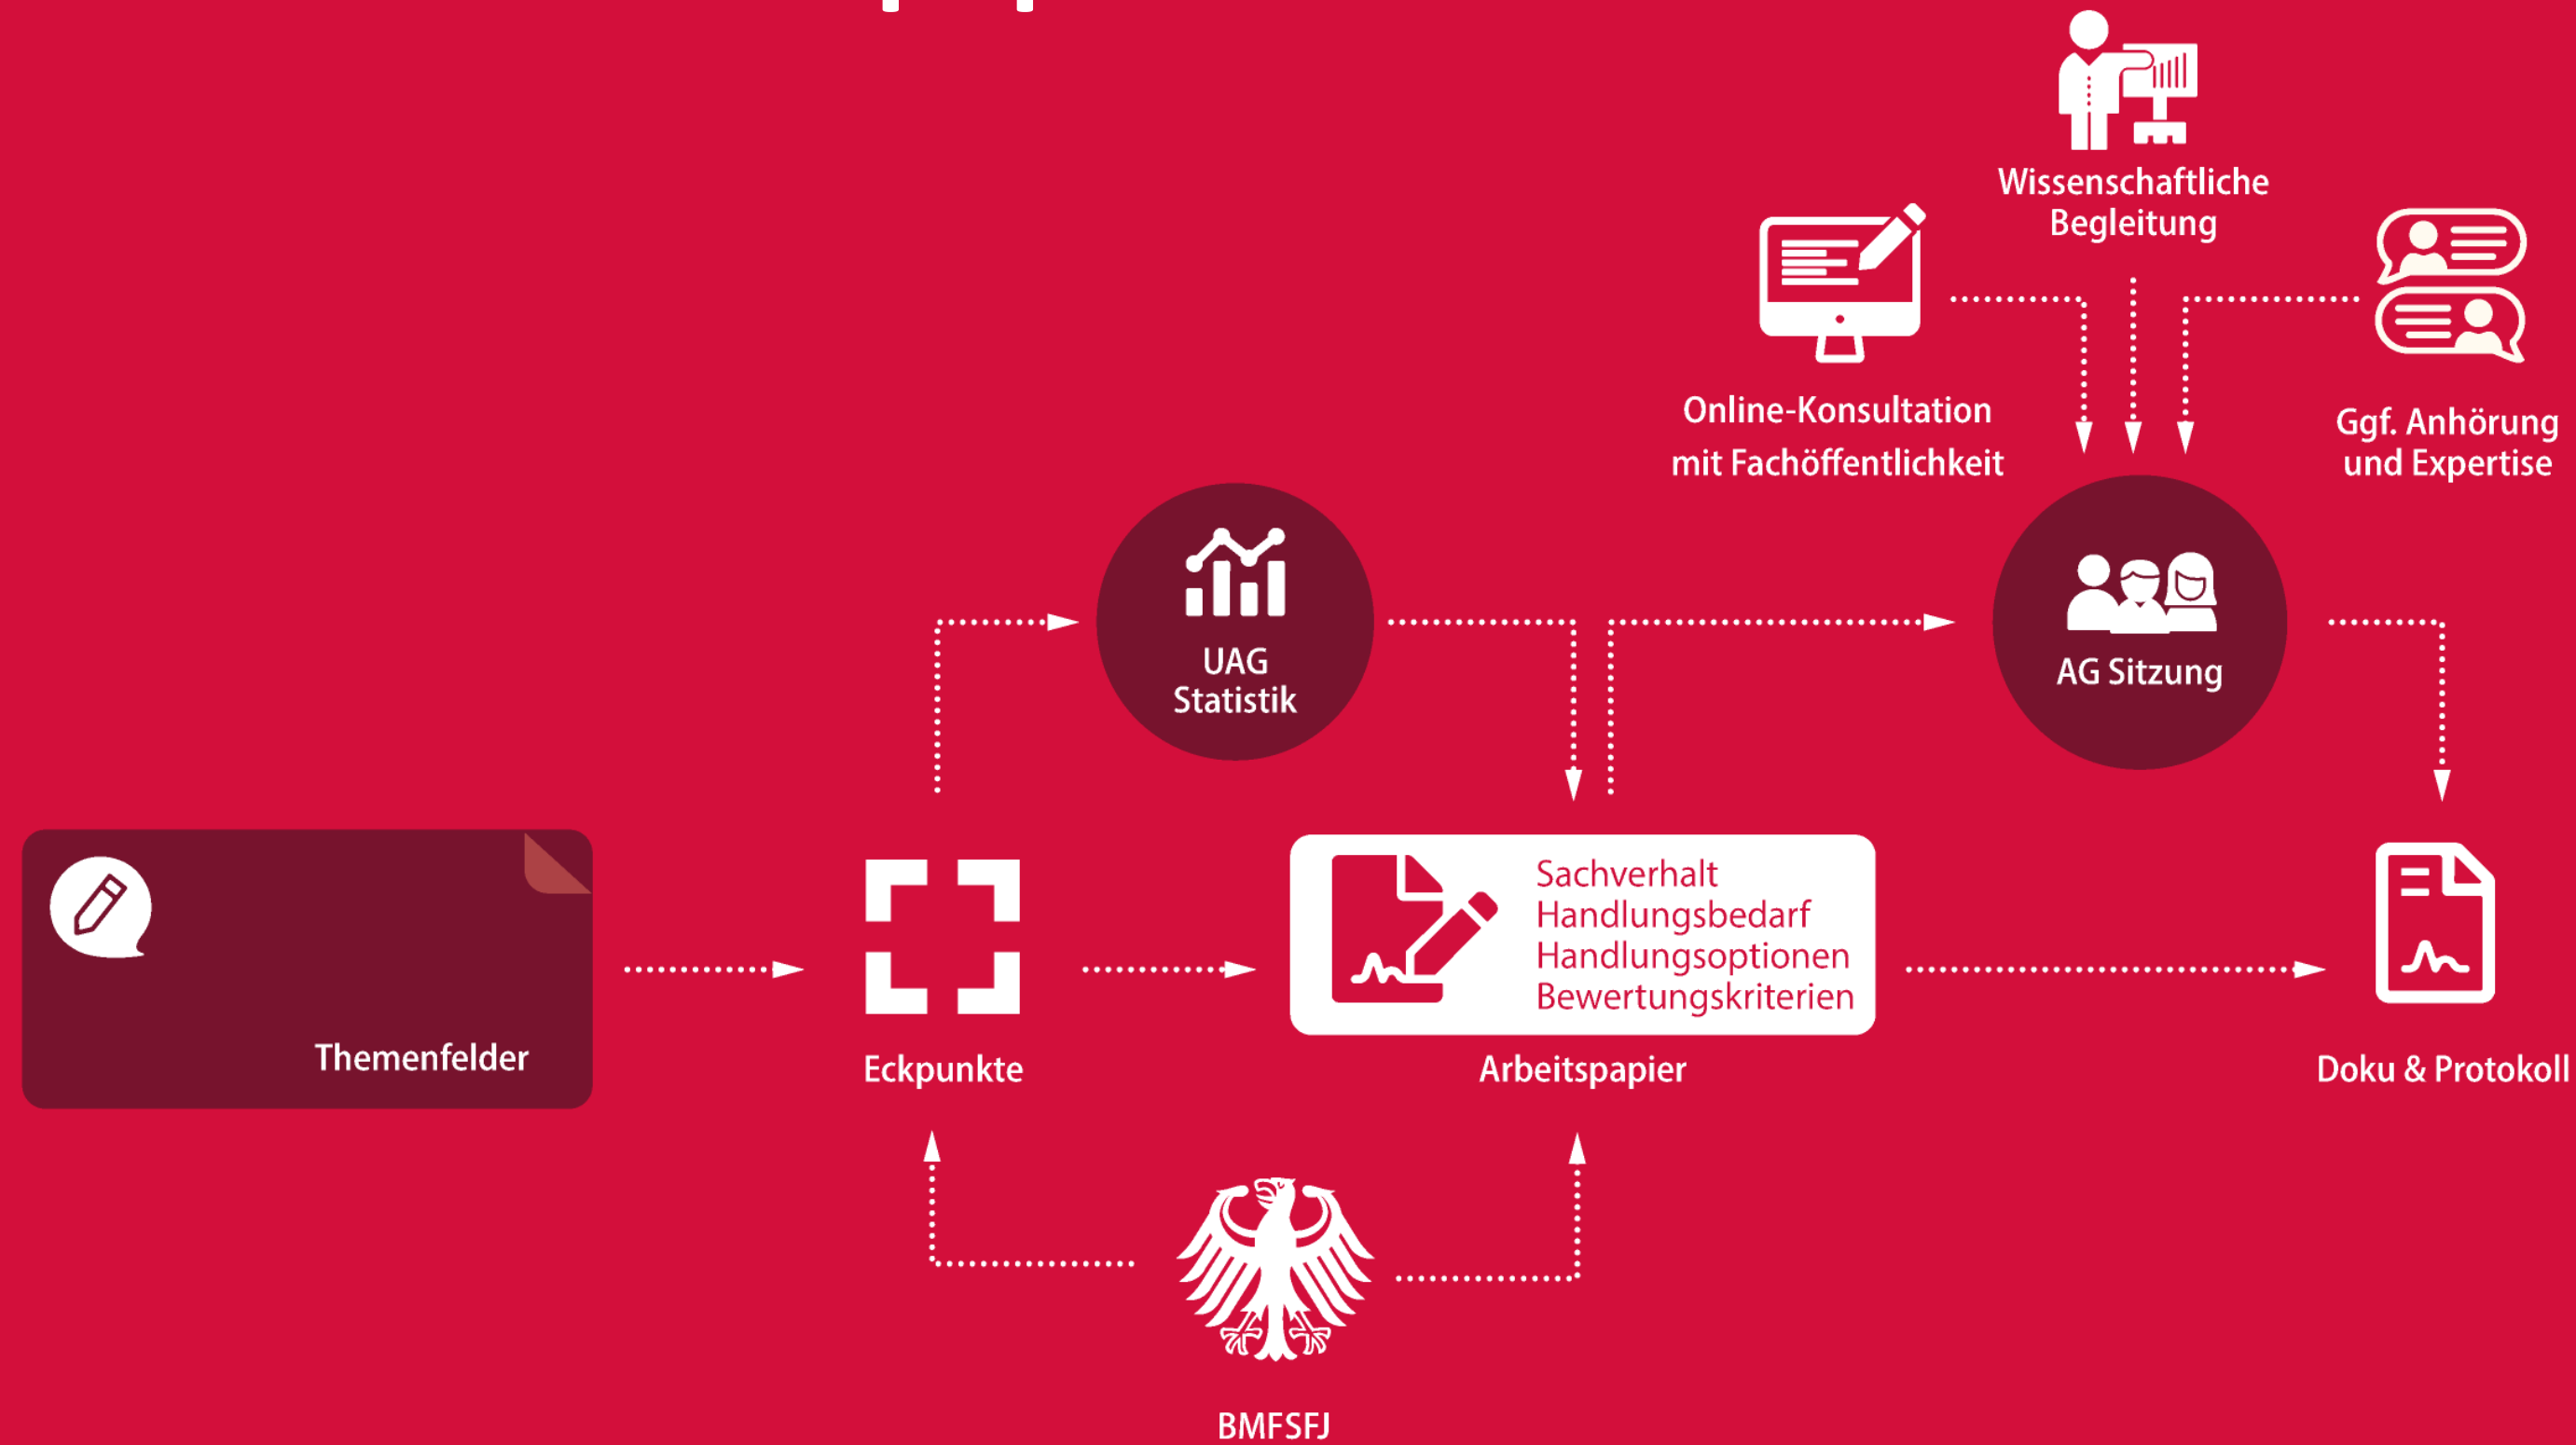 Wissenschaftliche
Begleitung
Online-Konsultation
mit Fachöffentlichkeit
Ggf. Anhörung
und Expertise
UAG
Statistik
AG Sitzung
Themenfelder
Eckpunkte
Sachverhalt
Handlungsbedarf
Handlungsoptionen
Bewertungskriterien
Arbeitspapier
Doku & Protokoll
BMFSFJ